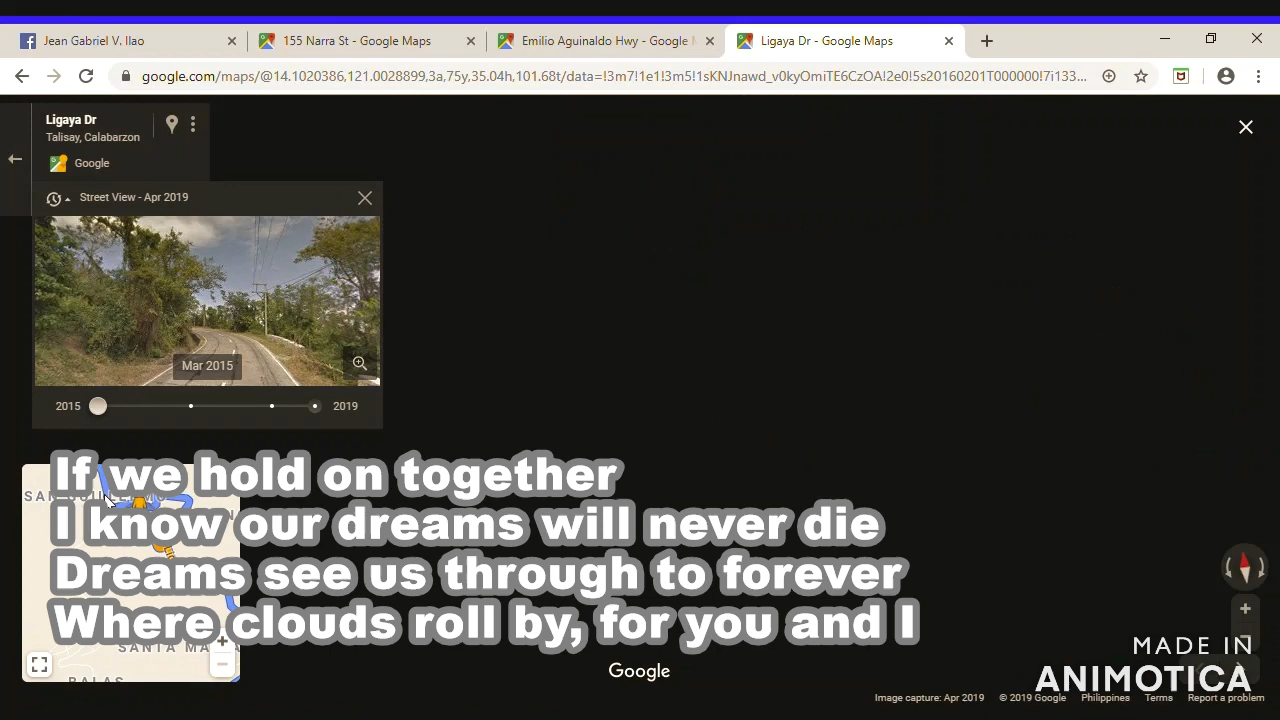 Jean Gabriel V. Ilao
155 Narra St - Google Maps
Emilio Aguinaldo Hwy - Google M
Ligaya Dr - Google Maps
google.com/maps/@14.1020386,121.0028899,3a,75y,35.04h,101.68t/data=!3m7!1e1!3m5!1sKNJnawd_v0kyOmiTE6CzOA!2e0!5s20160201T000000!7i133...
Ligaya Dr
Talisay, Calabarzon
Google
Street View - Apr 2019
Mar 2015
2015
2019
If we hold on together
I know our dreams will never die
Dreams see us through to forever
Where clouds roll by, for you and I
Google
MADE IN
ANIMOTICA
Image capture: Apr 2019 © 2019 Google Philippines Terms Report a problem